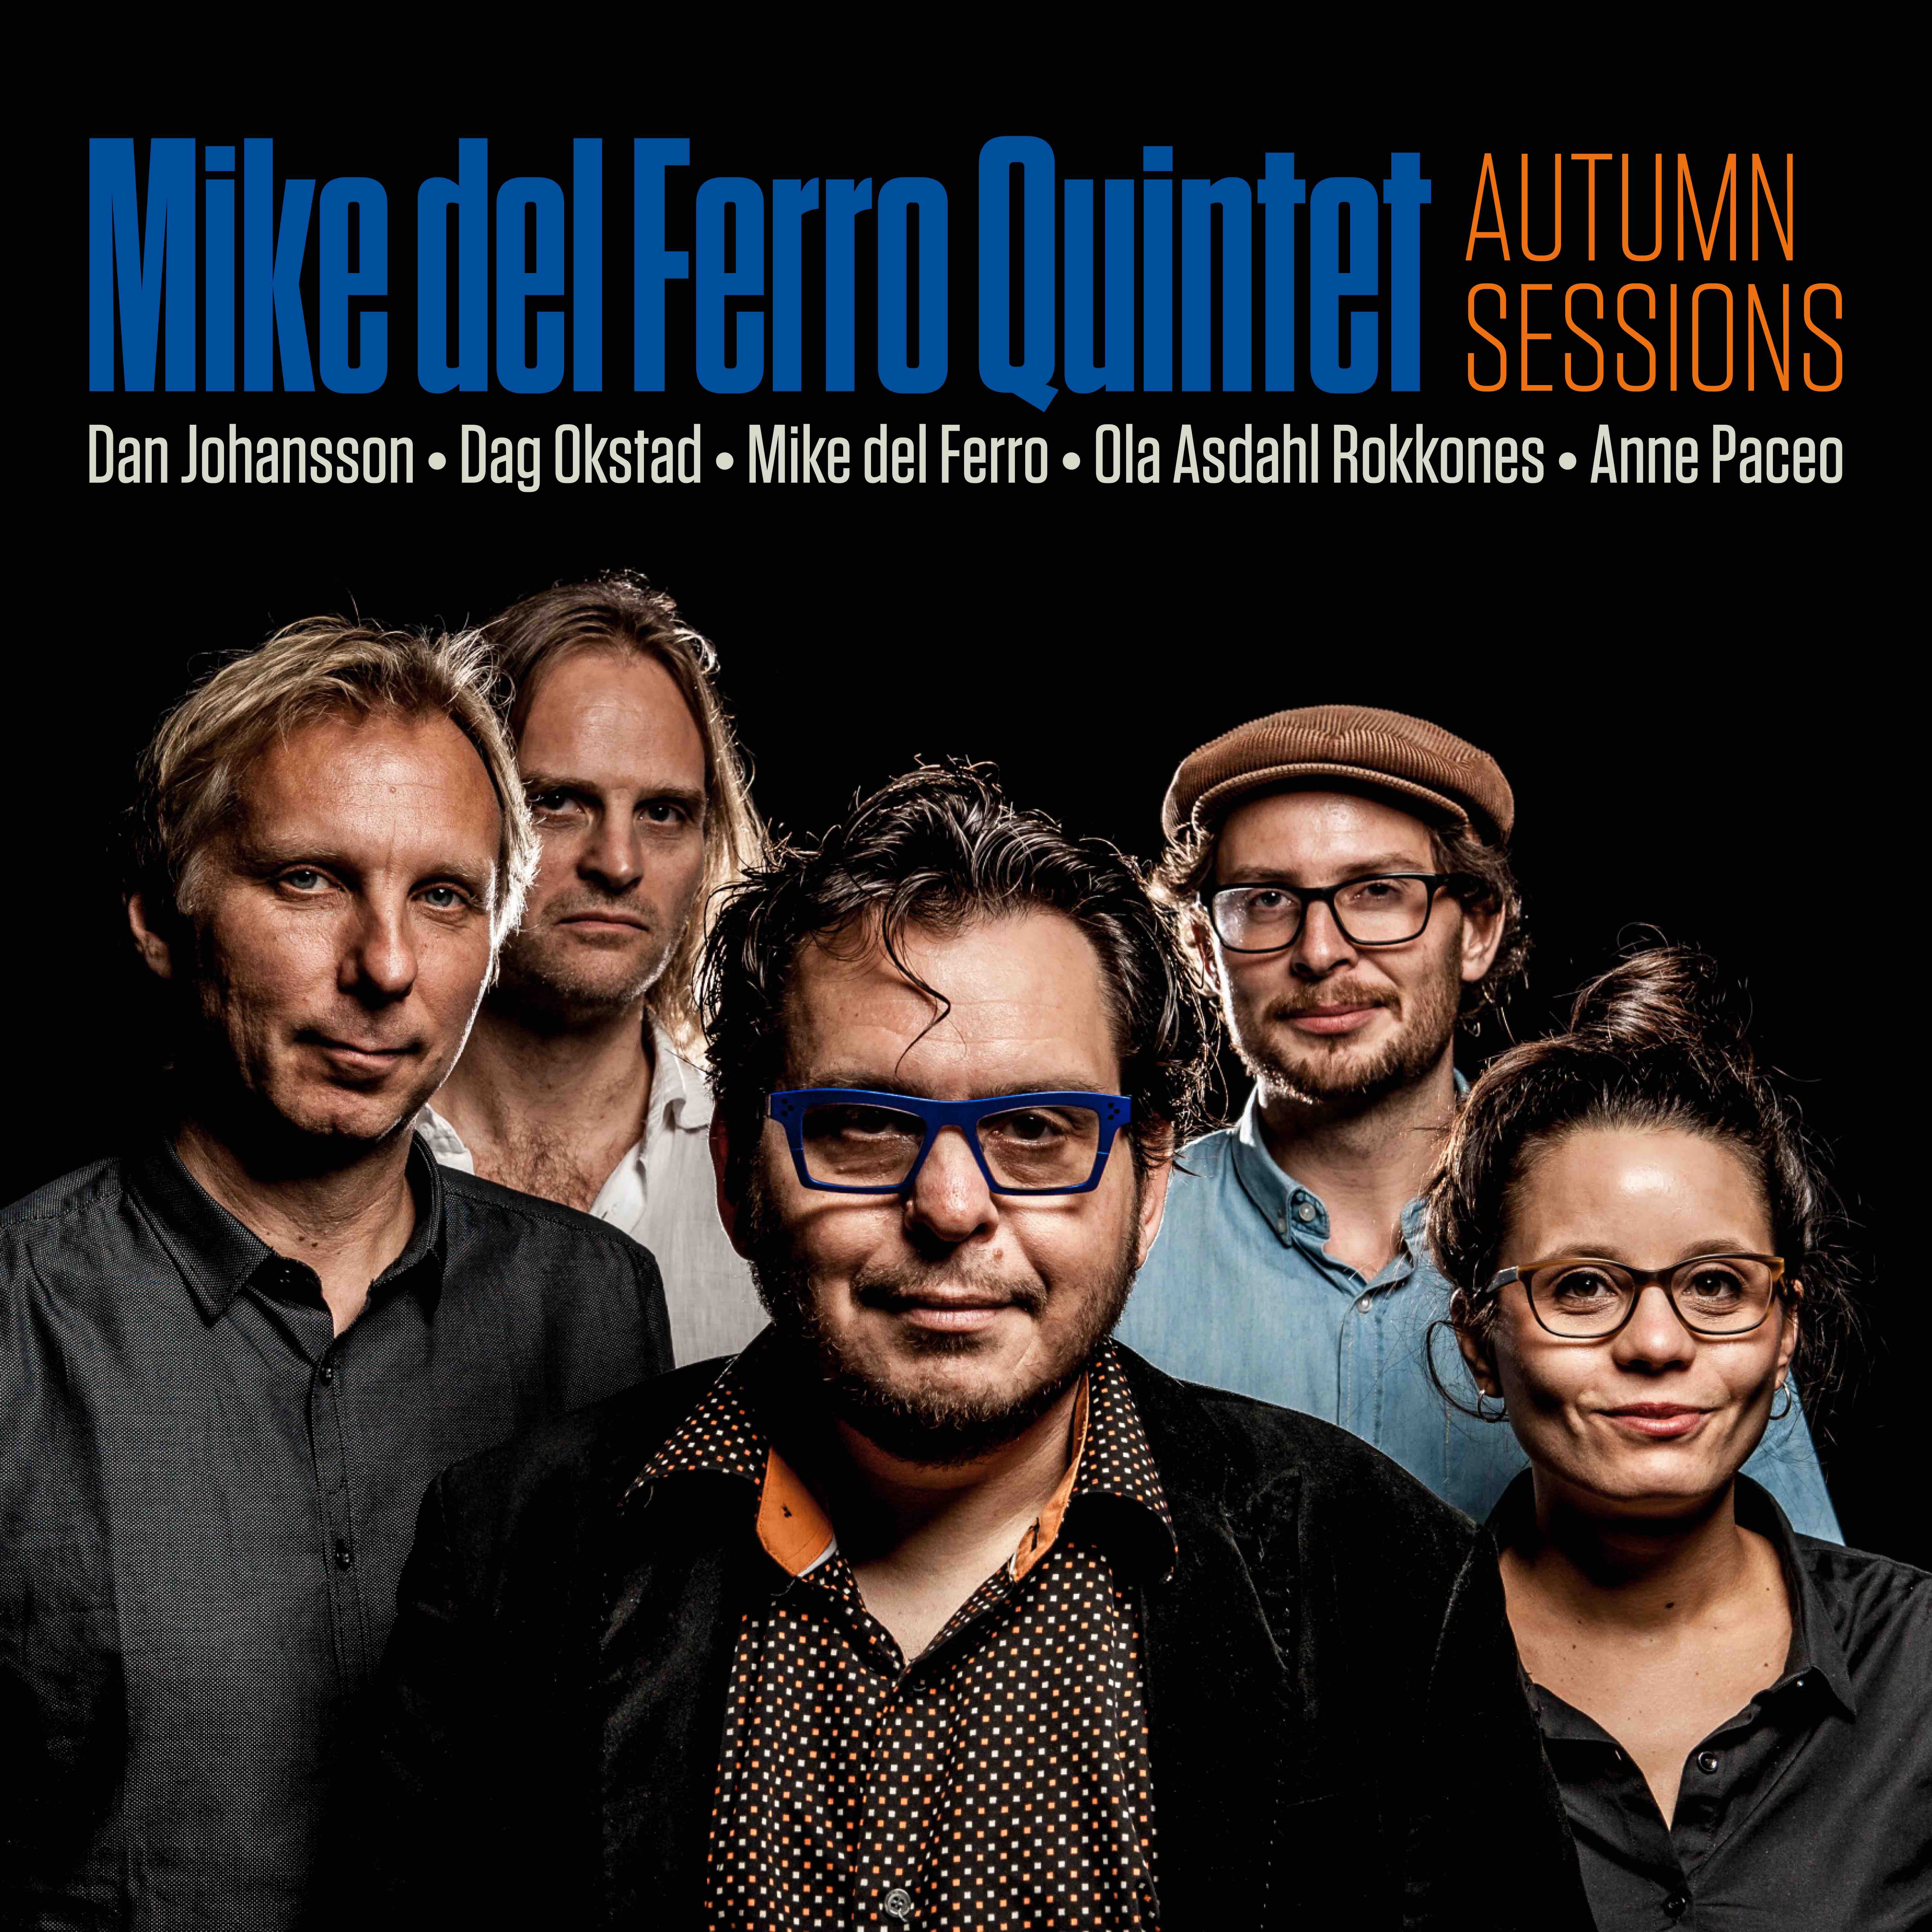 Mike del Ferro Quintet
AUTUMN
SESSIONS
Dan Johansson • Dag Okstad • Mike del Ferro • Ola Asdahl Rokkones • Anne Paceo